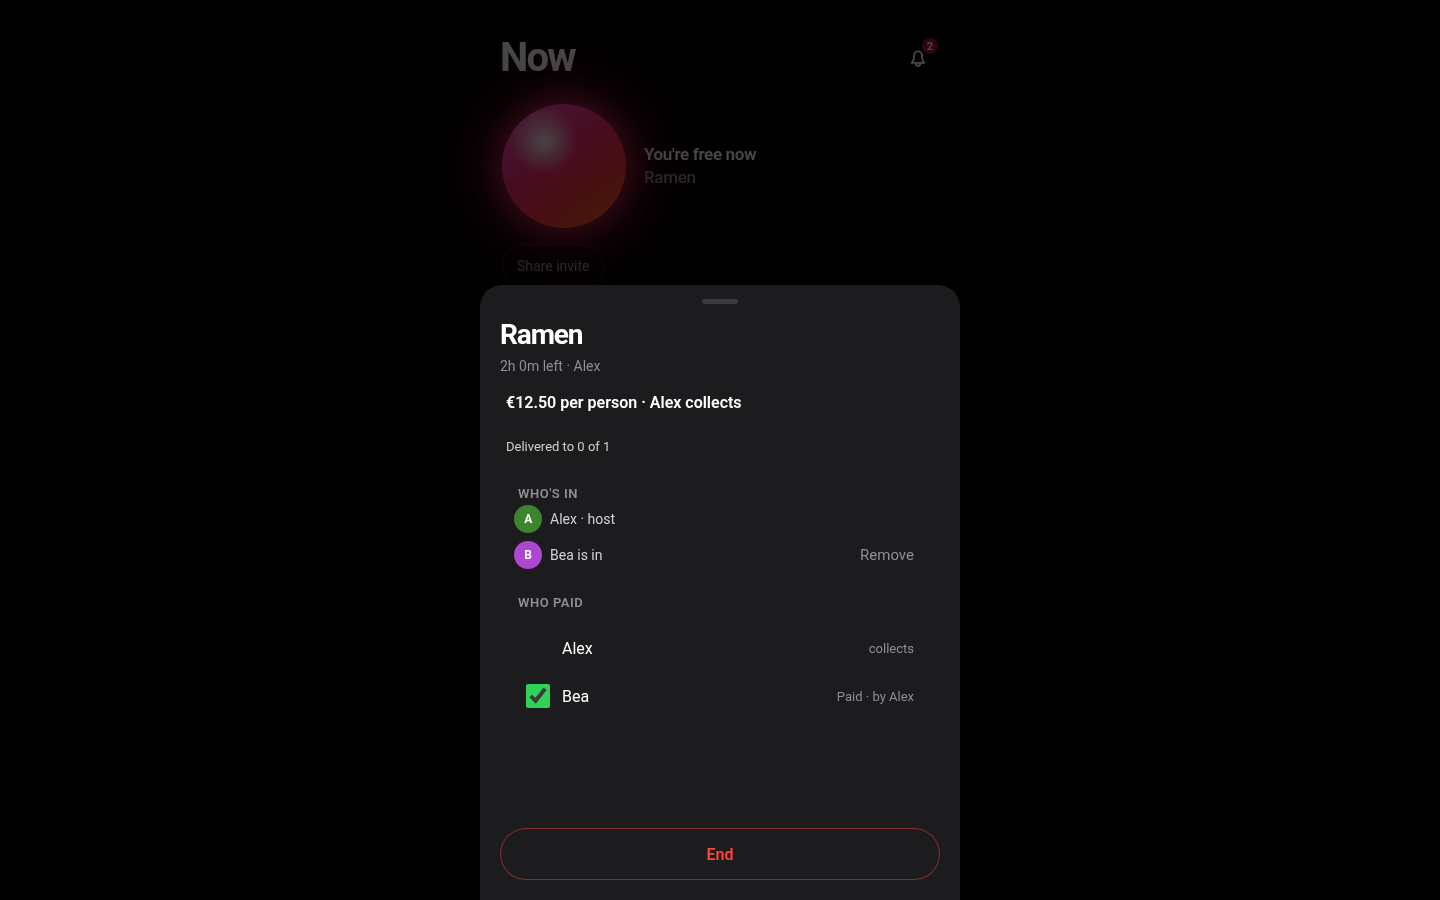 Now
2
You're free now
Ramen
Share invite
Ramen
2h 0m left · Alex
€12.50 per person · Alex collects
Delivered to 0 of 1
WHO'S IN
A Alex · host
B Bea is in Remove
WHO PAID
Alex collects
Bea Paid · by Alex
End